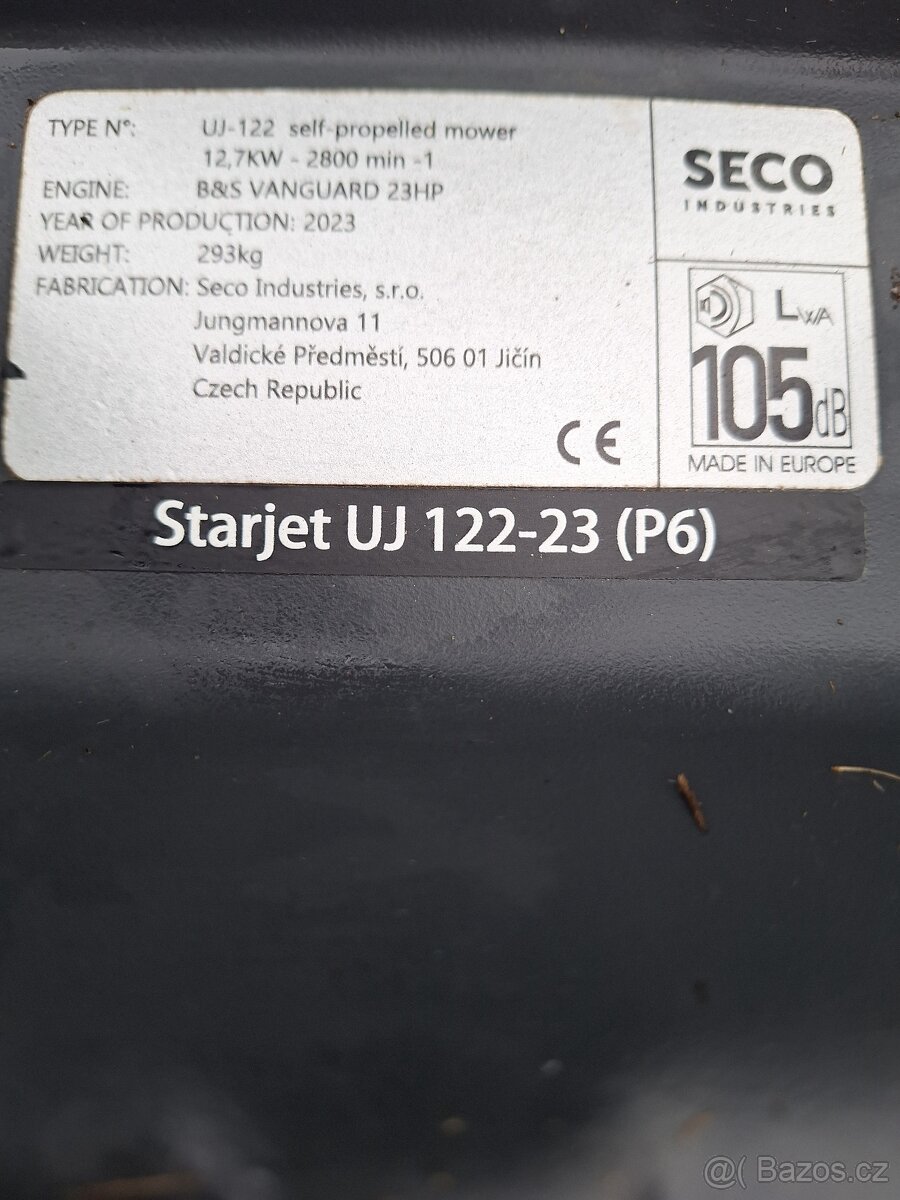 TYPE N°: UJ-122 self-propelled mower
12,7KW - 2800 min -1
ENGINE: B&S VANGUARD 23HP
YEAR OF PRODUCTION: 2023
WEIGHT: 293kg
FABRICATION: Seco Industries, s.r.o.
Jungmannova 11
Valdické Předměstí, 506 01 Jičín
Czech Republic
CE
SECO
INDUSTRIES
LWA
105dB
MADE IN EUROPE
Starjet UJ 122-23 (P6)
@( Bazos.cz